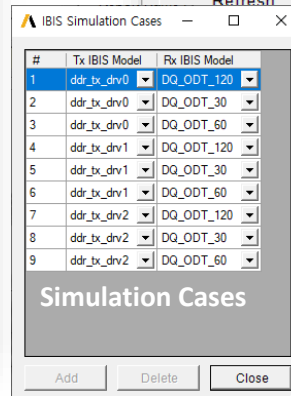 Refresh
IBIS Simulation Cases
# Tx IBIS Model Rx IBIS Model
1 ddr_tx_drv0 DQ_ODT_120
2 ddr_tx_drv0 DQ_ODT_30
3 ddr_tx_drv0 DQ_ODT_60
4 ddr_tx_drv1 DQ_ODT_120
5 ddr_tx_drv1 DQ_ODT_30
6 ddr_tx_drv1 DQ_ODT_60
7 ddr_tx_drv2 DQ_ODT_120
8 ddr_tx_drv2 DQ_ODT_30
9 ddr_tx_drv2 DQ_ODT_60
Simulation Cases
Add Delete Close